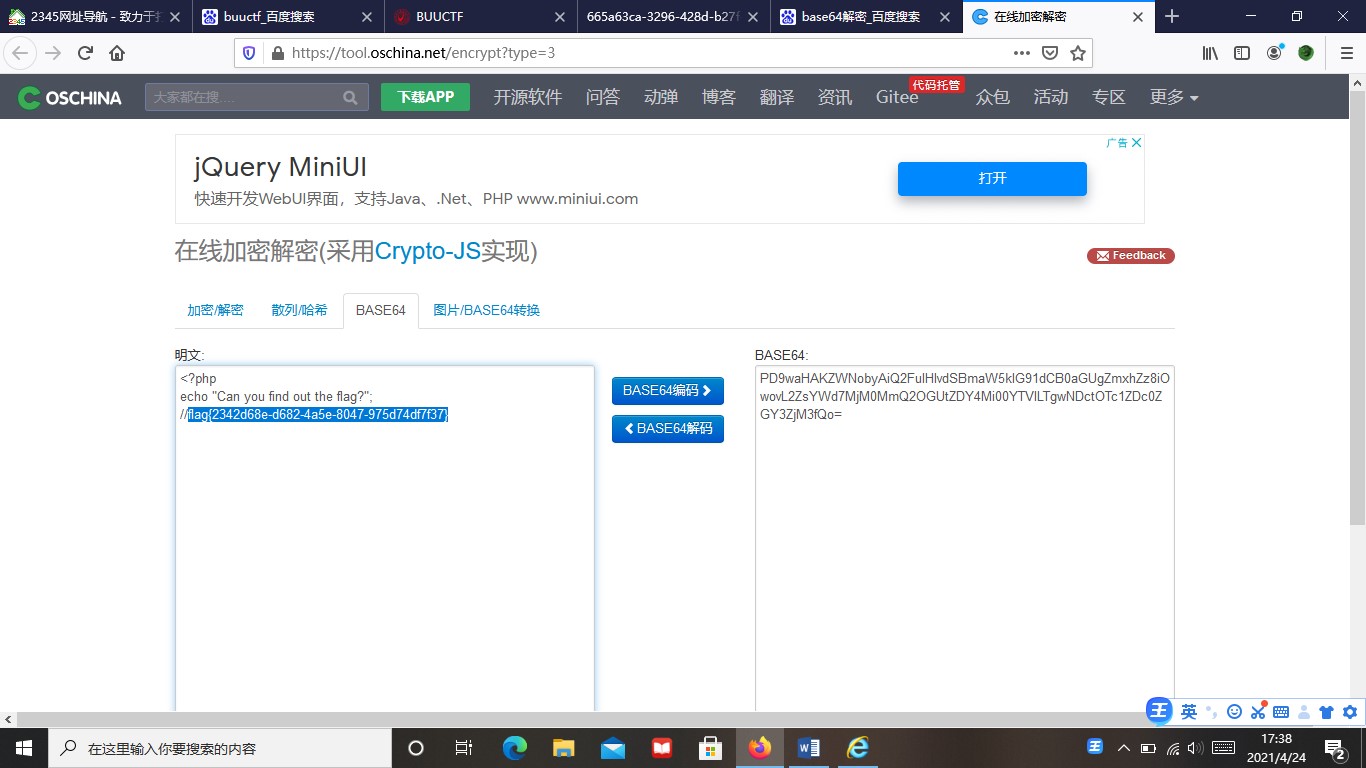 2345网址导航 - 致力于打
buuctf_百度搜索
BUUCTF
665a63ca-3296-428d-b27f
base64解密_百度搜索
在线加密解密
https://tool.oschina.net/encrypt?type=3
OSCHINA
大家都在搜....
下载APP
开源软件 问答 动弹 博客 翻译 资讯 Gitee 代码托管 众包 活动 专区 更多
广告
jQuery MiniUI
快速开发WebUI界面，支持Java、.Net、PHP www.miniui.com
打开
在线加密解密(采用Crypto-JS实现)
Feedback
加密/解密 散列/哈希 BASE64 图片/BASE64转换
明文:
<?php
echo "Can you find out the flag?";
//flag{2342d68e-d682-4a5e-8047-975d74df7f37}
BASE64编码
BASE64解码
BASE64:
PD9waHAKZWNobyAiQ2FuIHlvdSBmaW5kIG91dCB0aGUgZmxhZz8iO
wovL2ZsYWd7MjM0MmQ2OGUtZDY4Mi00YTVlLTgwNDctOTc1ZDc0Z
GY3ZjM3fQo=
王 英
在这里输入你要搜索的内容
17:38
2021/4/24
2